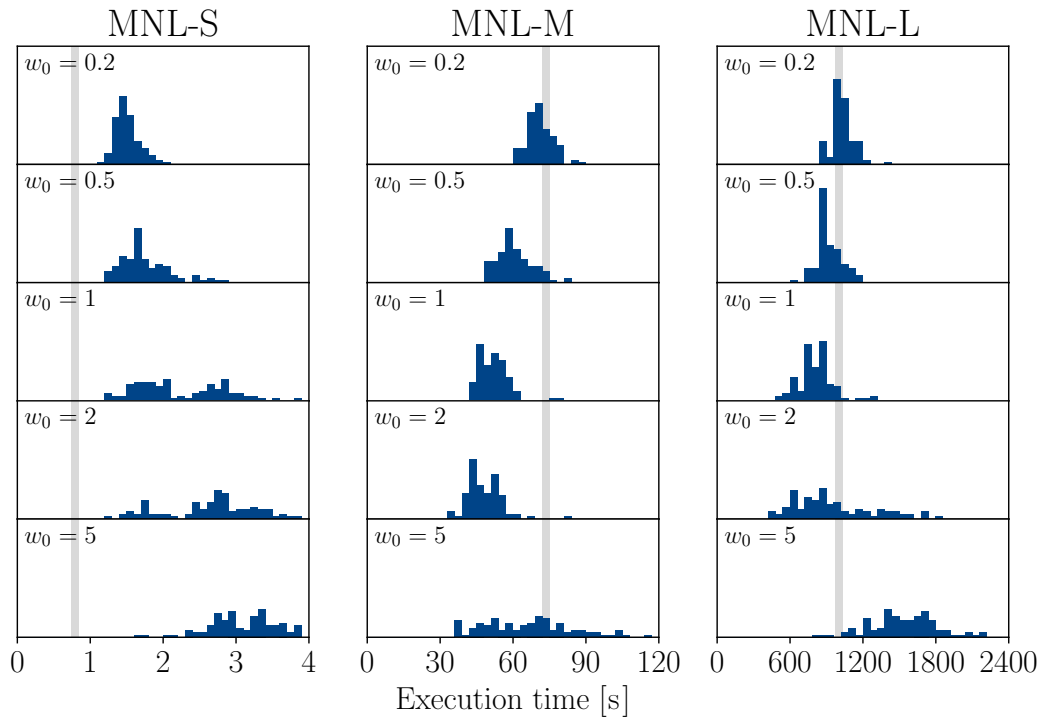 MNL-S MNL-M MNL-L
w₀ = 0.2 w₀ = 0.2 w₀ = 0.2
w₀ = 0.5 w₀ = 0.5 w₀ = 0.5
w₀ = 1 w₀ = 1 w₀ = 1
w₀ = 2 w₀ = 2 w₀ = 2
w₀ = 5 w₀ = 5 w₀ = 5
0 1 2 3 4 0 30 60 90 120 0 600 1200 1800 2400
Execution time [s]